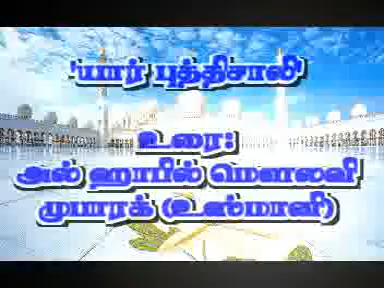 'யார் புத்திசாலி'
உரை:
அல் ஹாபில் மௌலவி
முபாரக் (உஸ்மானி)